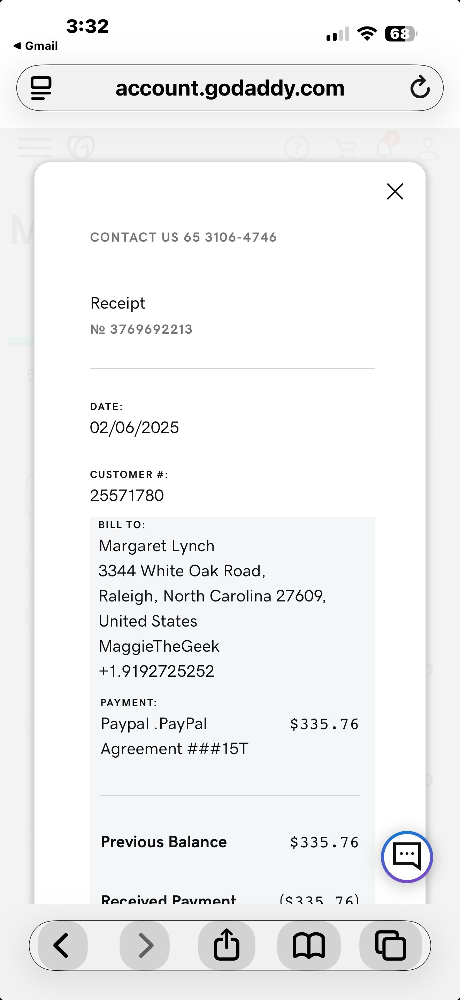 3:32
68
Gmail
account.godaddy.com
3
M
CONTACT US 65 3106-4746
Receipt
№ 3769692213
5
DATE:
02/06/2025
CUSTOMER #:
25571780
BILL TO:
Margaret Lynch
3344 White Oak Road,
Raleigh, North Carolina 27609,
United States
MaggieTheGeek
+1.9192725252
PAYMENT:
Paypal .PayPal $335.76
Agreement ###15T
Previous Balance $335.76
Received Payment ($335.76)